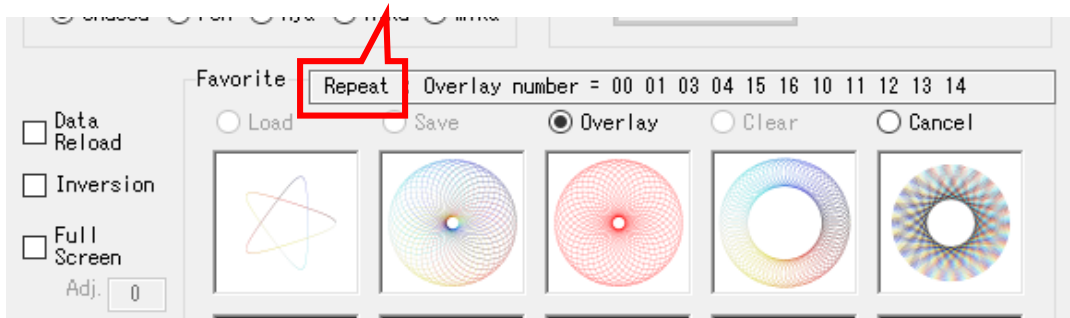 Favorite
Repeat : Overlay number = 00 01 03 04 15 16 10 11 12 13 14
Load Save Overlay Clear Cancel
Data
Reload
Inversion
Full
Screen
Adj. 0